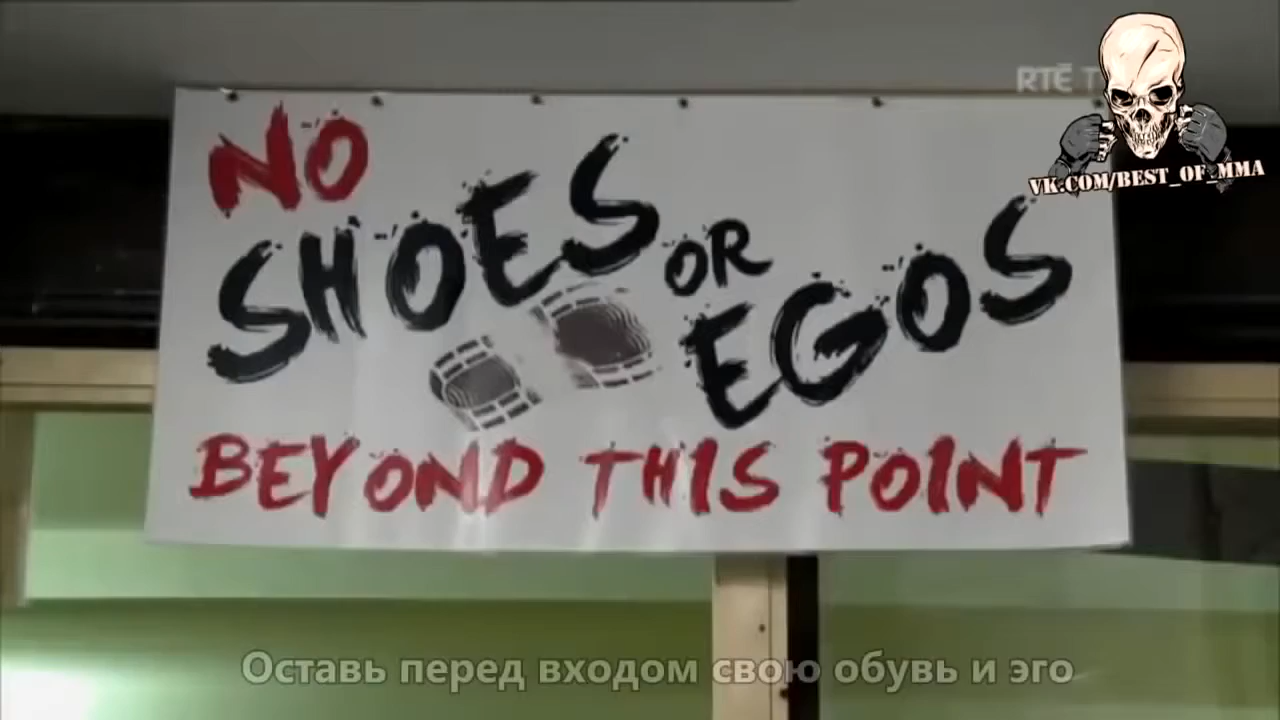 NO
SHOES OR EGOS
BEYOND THIS POINT
RTÉ
VK.COM/BEST_OF_MMA
Оставь перед входом свою обувь и эго